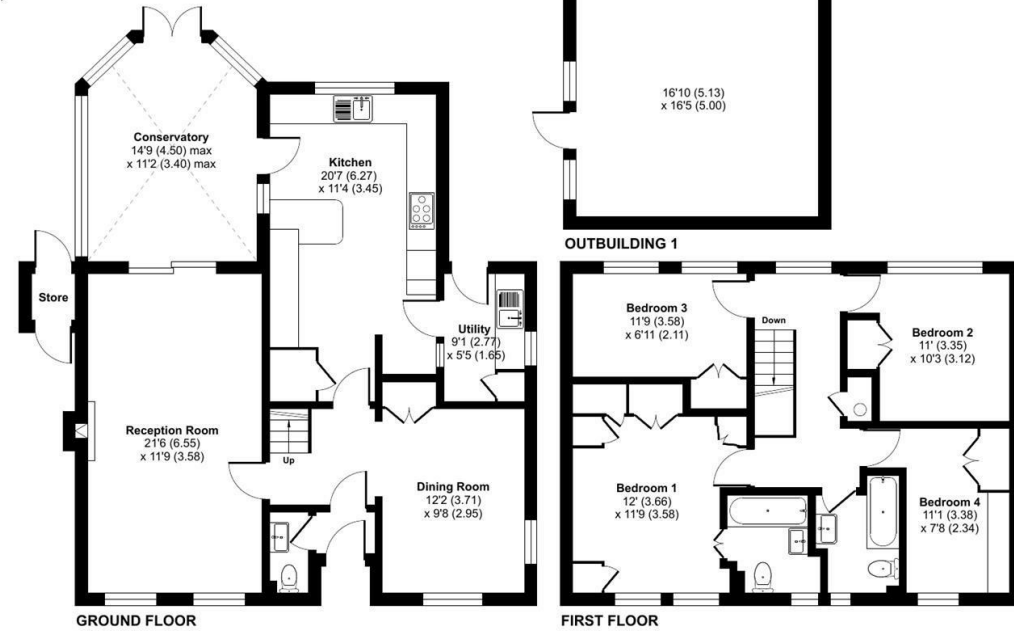 Conservatory
14'9 (4.50) max
x 11'2 (3.40) max
Kitchen
20'7 (6.27)
x 11'4 (3.45)
16'10 (5.13)
x 16'5 (5.00)
OUTBUILDING 1
Store
Utility
9'1 (2.77)
x 5'5 (1.65)
Reception Room
21'6 (6.55)
x 11'9 (3.58)
Up
Dining Room
12'2 (3.71)
x 9'8 (2.95)
GROUND FLOOR
Bedroom 3
11'9 (3.58)
x 6'11 (2.11)
Down
Bedroom 2
11' (3.35)
x 10'3 (3.12)
Bedroom 1
12' (3.66)
x 11'9 (3.58)
Bedroom 4
11'1 (3.38)
x 7'8 (2.34)
FIRST FLOOR